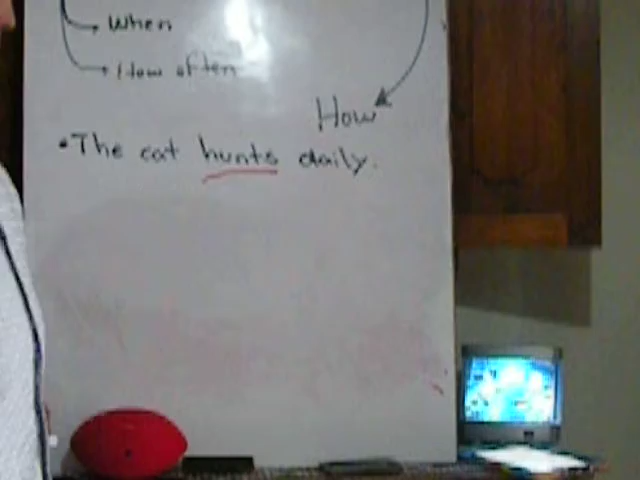 When
How often
How
• The cat hunts daily.